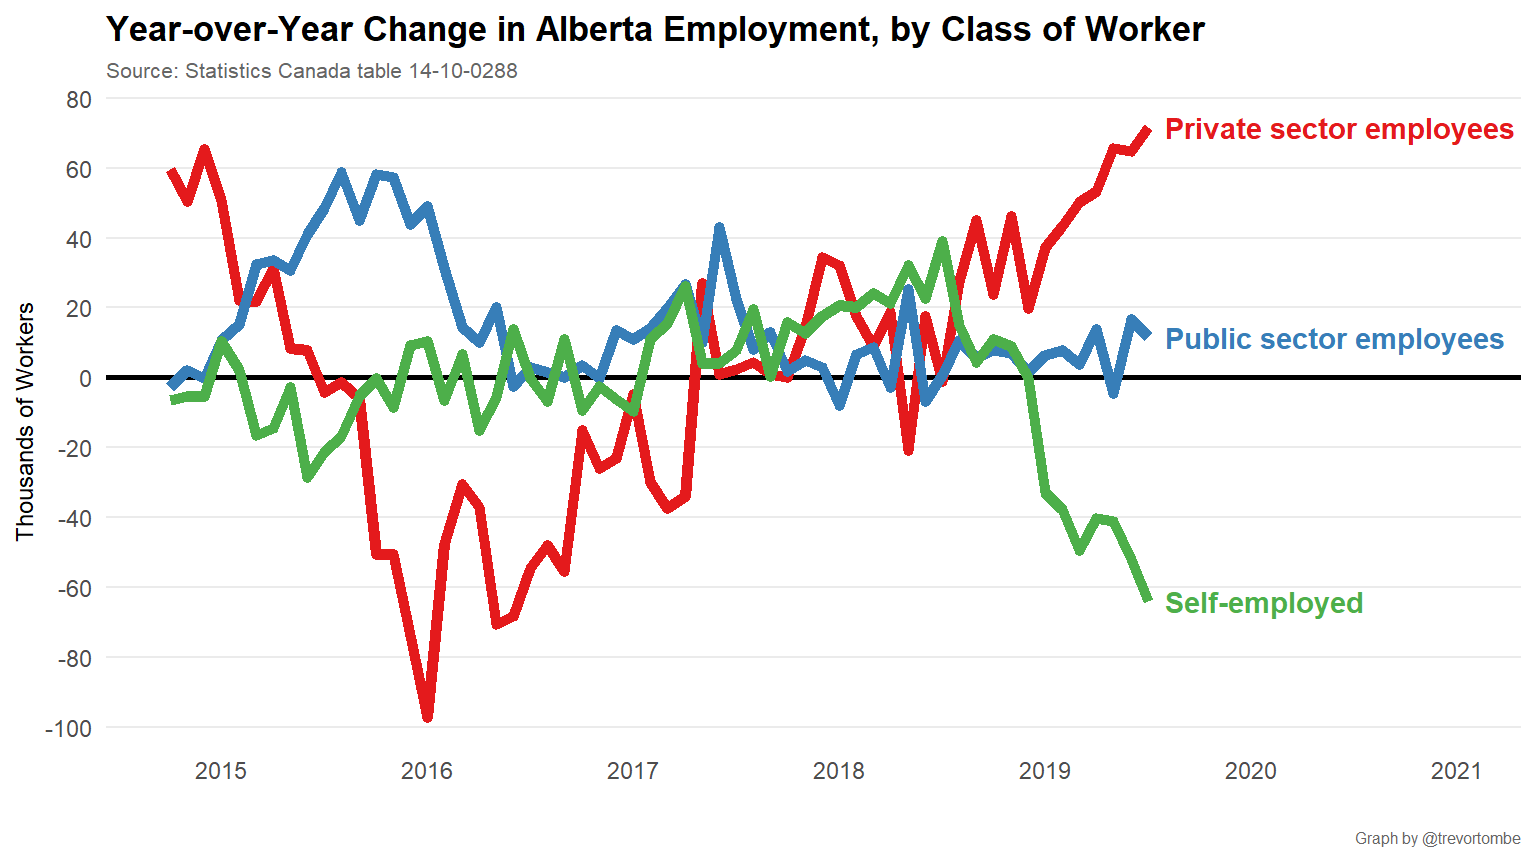 Year-over-Year Change in Alberta Employment, by Class of Worker
Source: Statistics Canada table 14-10-0288
80
60
40
20
0
-20
-40
-60
-80
-100
Thousands of Workers
Private sector employees
Public sector employees
Self-employed
2015 2016 2017 2018 2019 2020 2021
Graph by @trevortombe